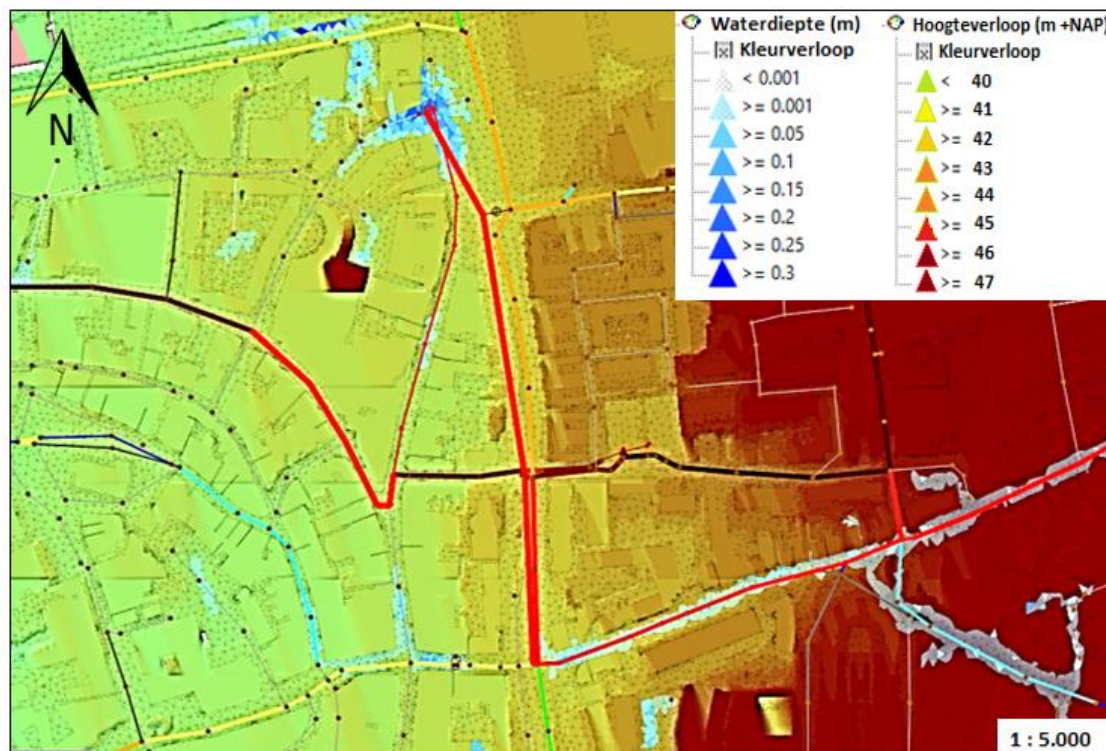 N
Waterdiepte (m)
Kleurverloop
< 0.001
>= 0.001
>= 0.05
>= 0.1
>= 0.15
>= 0.2
>= 0.25
>= 0.3
Hoogteverloop (m +NAP)
Kleurverloop
< 40
>= 41
>= 42
>= 43
>= 44
>= 45
>= 46
>= 47
1 : 5.000